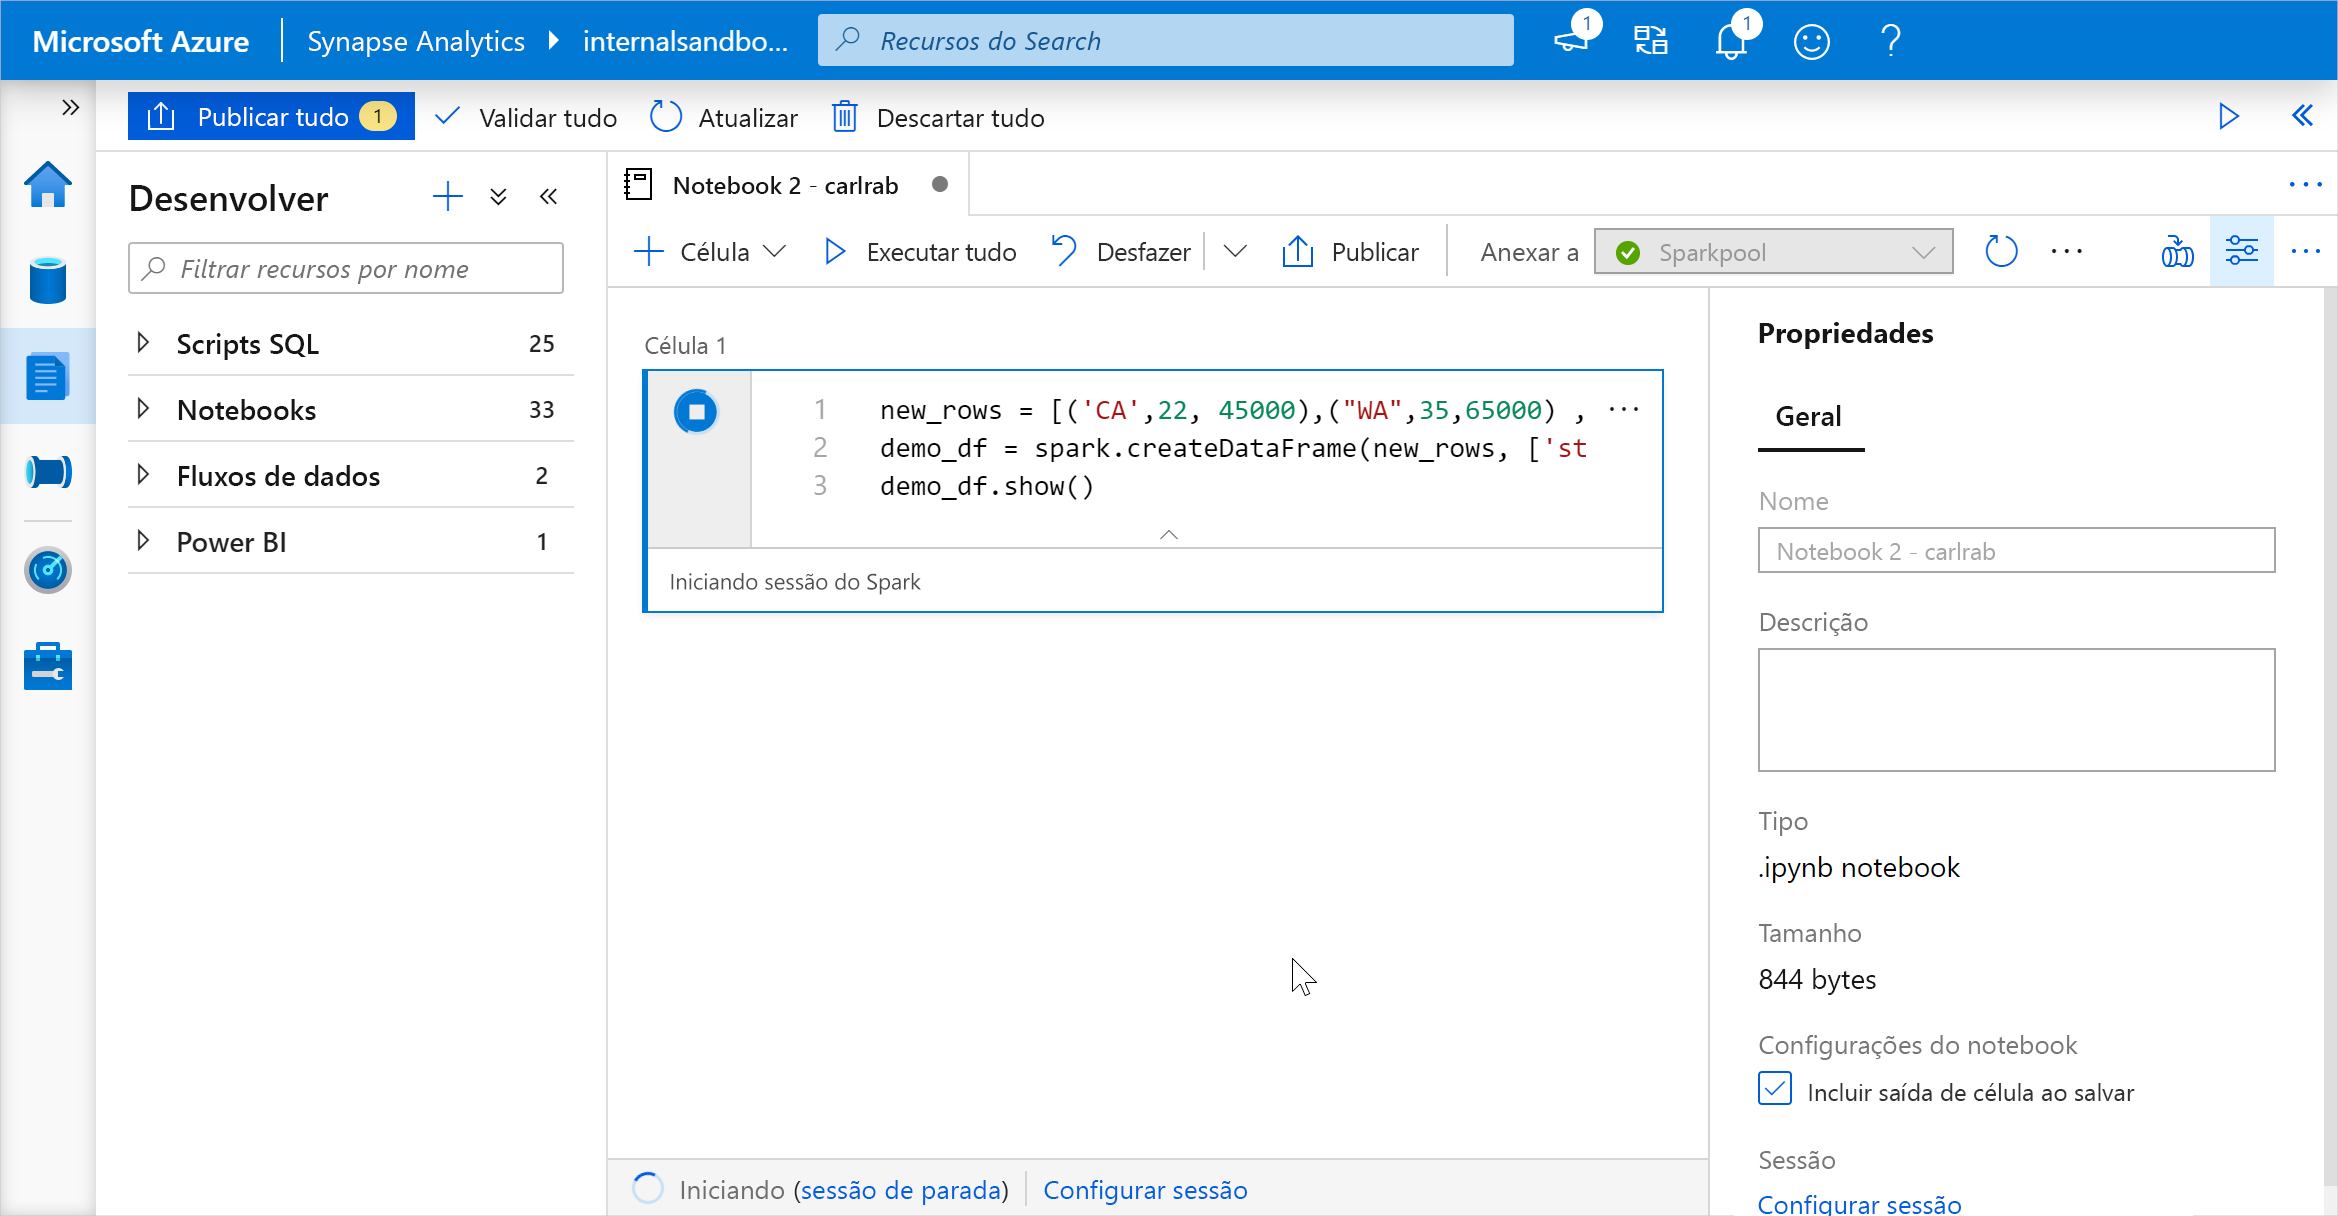 Microsoft Azure
Synapse Analytics
internalsandbo...
Recursos do Search
1
1
Publicar tudo 1
Validar tudo
Atualizar
Descartar tudo
Desenvolver
Filtrar recursos por nome
Scripts SQL 25
Notebooks 33
Fluxos de dados 2
Power BI 1
Notebook 2 - carlrab
Célula
Executar tudo
Desfazer
Publicar
Anexar a
Sparkpool
Célula 1
1 new_rows = [('CA',22, 45000),("WA",35,65000) ,
2 demo_df = spark.createDataFrame(new_rows, ['st
3 demo_df.show()
Iniciando sessão do Spark
Iniciando (sessão de parada)
Configurar sessão
Propriedades
Geral
Nome
Notebook 2 - carlrab
Descrição
Tipo
.ipynb notebook
Tamanho
844 bytes
Configurações do notebook
Incluir saída de célula ao salvar
Sessão
Configurar sessão